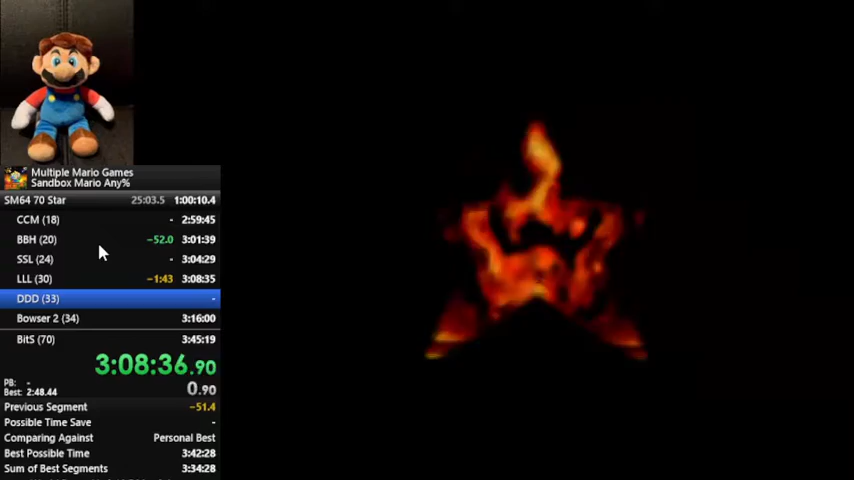 Multiple Mario Games
Sandbox Mario Any%
SM64 70 Star 25:03.5 1:00:10.4
CCM (18) - 2:59:45
BBH (20) -52.0 3:01:39
SSL (24) - 3:04:29
LLL (30) -1:43 3:08:35
DDD (33) -
Bowser 2 (34) 3:16:00
BitS (70) 3:45:19
3:08:36.90
PB: -
Best: 2:48.44 0.90
Previous Segment -51.4
Possible Time Save -
Comparing Against Personal Best
Best Possible Time 3:42:28
Sum of Best Segments 3:34:28